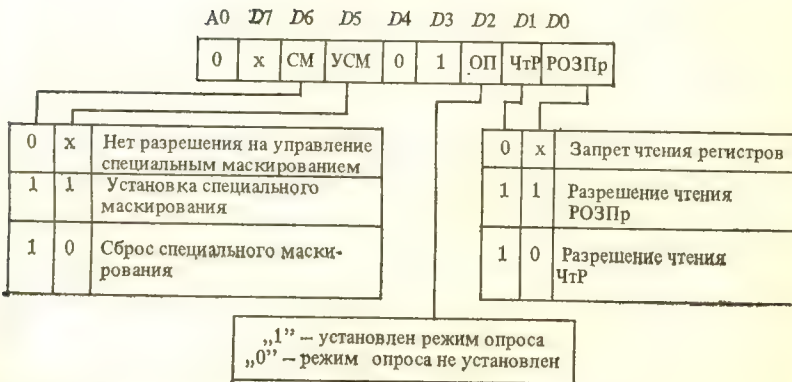 A0 D7 D6 D5 D4 D3 D2 D1 D0
0 x СМ УСМ 0 1 ОП ЧтР РОЗПр
0 x Нет разрешения на управление
специальным маскированием
1 1 Установка специального
маскирования
1 0 Сброс специального маски-
рования
0 x Запрет чтения регистров
1 1 Разрешение чтения
РОЗПр
1 0 Разрешение чтения
ЧтР
„1” — установлен режим опроса
„0” — режим опроса не установлен